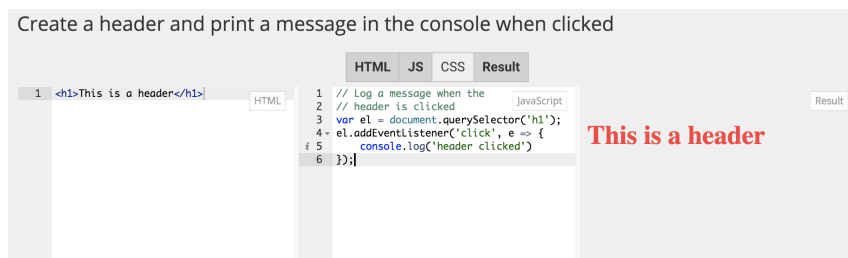 Create a header and print a message in the console when clicked
HTML JS CSS Result
1 <h1>This is a header</h1>
HTML
1 // Log a message when the
2 // header is clicked
3 var el = document.querySelector('h1');
4 el.addEventListener('click', e => {
i 5 console.log('header clicked')
6 });
JavaScript
Result
This is a header